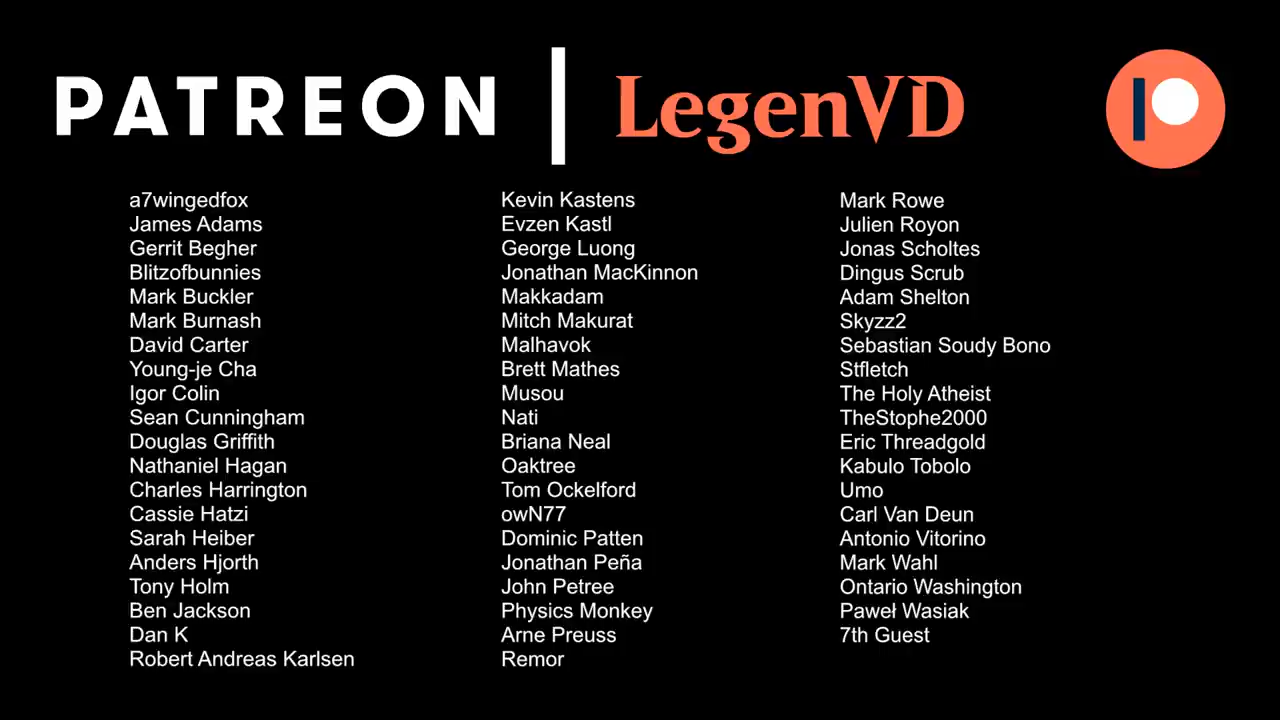 PATREON | LegenVD
a7wingedfox
James Adams
Gerrit Begher
Blitzofbunnies
Mark Buckler
Mark Burnash
David Carter
Young-je Cha
Igor Colin
Sean Cunningham
Douglas Griffith
Nathaniel Hagan
Charles Harrington
Cassie Hatzi
Sarah Heiber
Anders Hjorth
Tony Holm
Ben Jackson
Dan K
Robert Andreas Karlsen
Kevin Kastens
Evzen Kastl
George Luong
Jonathan MacKinnon
Makkadam
Mitch Makurat
Malhavok
Brett Mathes
Musou
Nati
Briana Neal
Oaktree
Tom Ockelford
owN77
Dominic Patten
Jonathan Peña
John Petree
Physics Monkey
Arne Preuss
Remor
Mark Rowe
Julien Royon
Jonas Scholtes
Dingus Scrub
Adam Shelton
Skyzz2
Sebastian Soudy Bono
Stfletch
The Holy Atheist
TheStophe2000
Eric Threadgold
Kabulo Tobolo
Umo
Carl Van Deun
Antonio Vitorino
Mark Wahl
Ontario Washington
Paweł Wasiak
7th Guest